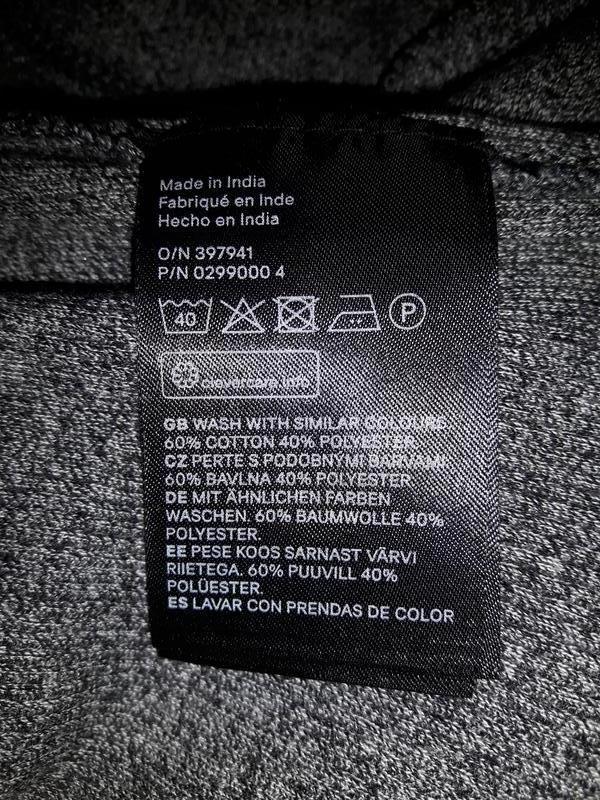 Made in India
Fabriqué en Inde
Hecho en India
O/N 397941
P/N 0299000 4
40
P
clevercare.info
GB WASH WITH SIMILAR COLOURS.
60% COTTON 40% POLYESTER.
CZ PERTE S PODOBNÝMI BARVAMI.
60% BAVLNA 40% POLYESTER.
DE MIT ÄHNLICHEN FARBEN
WASCHEN. 60% BAUMWOLLE 40%
POLYESTER.
EE PESE KOOS SARNAST VÄRVI
RIIETEGA. 60% PUUVILL 40%
POLÜESTER.
ES LAVAR CON PRENDAS DE COLOR